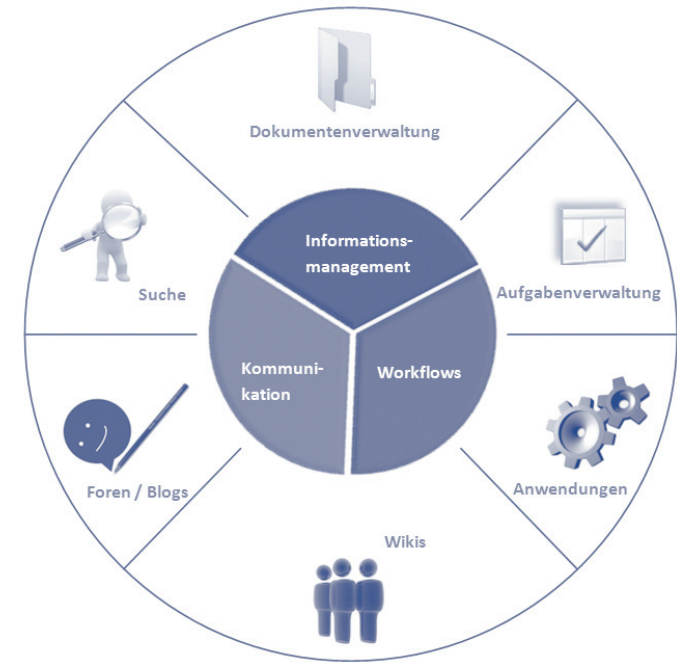 Dokumentenverwaltung
Informations-
management
Suche
Aufgabenverwaltung
Kommuni-
kation
Workflows
Foren / Blogs
Anwendungen
Wikis